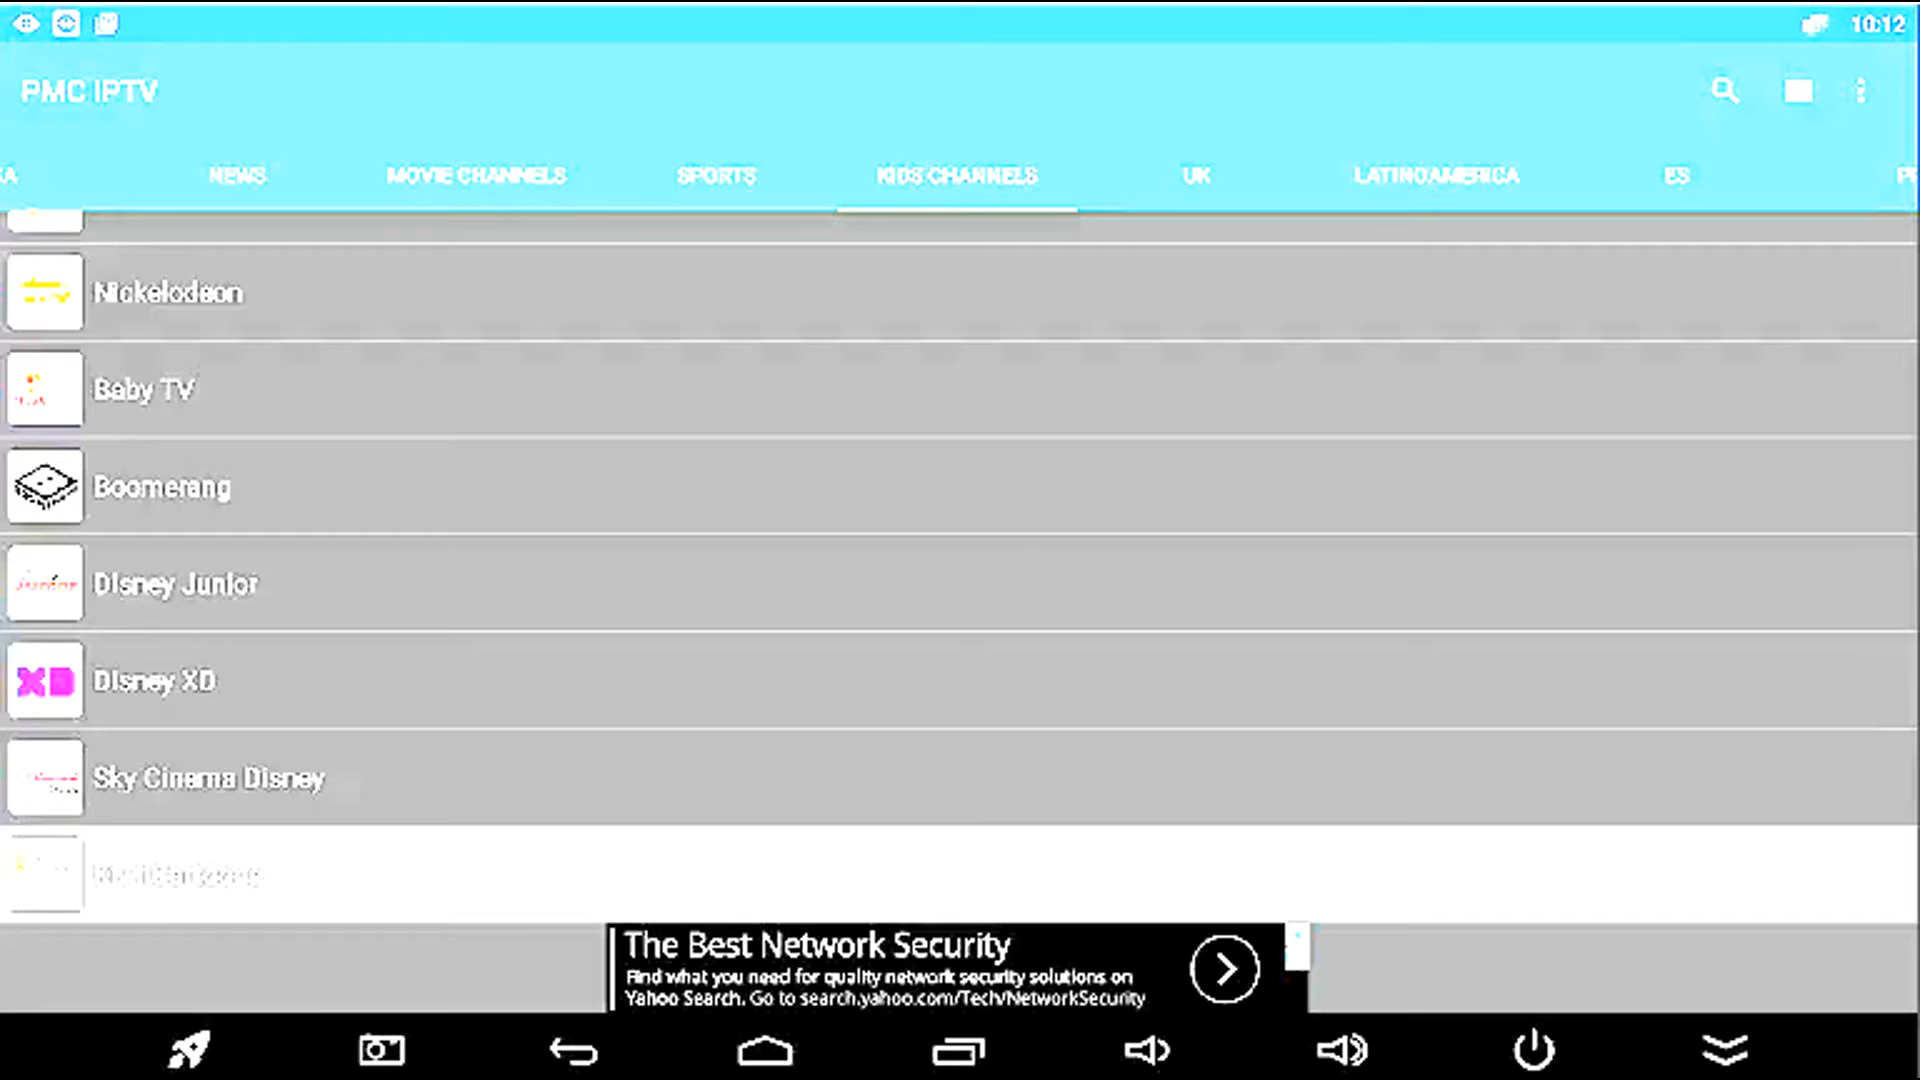 10:12
PMC IPTV
NEWS MOVIE CHANNELS SPORTS KIDS CHANNELS UK LATINOAMERICA ES
Nickelodeon
Baby TV
Boomerang
Disney Junior
XD Disney XD
Sky Cinema Disney
The Best Network Security
Find what you need for quality network security solutions on
Yahoo Search. Go to search.yahoo.com/Tech/NetworkSecurity